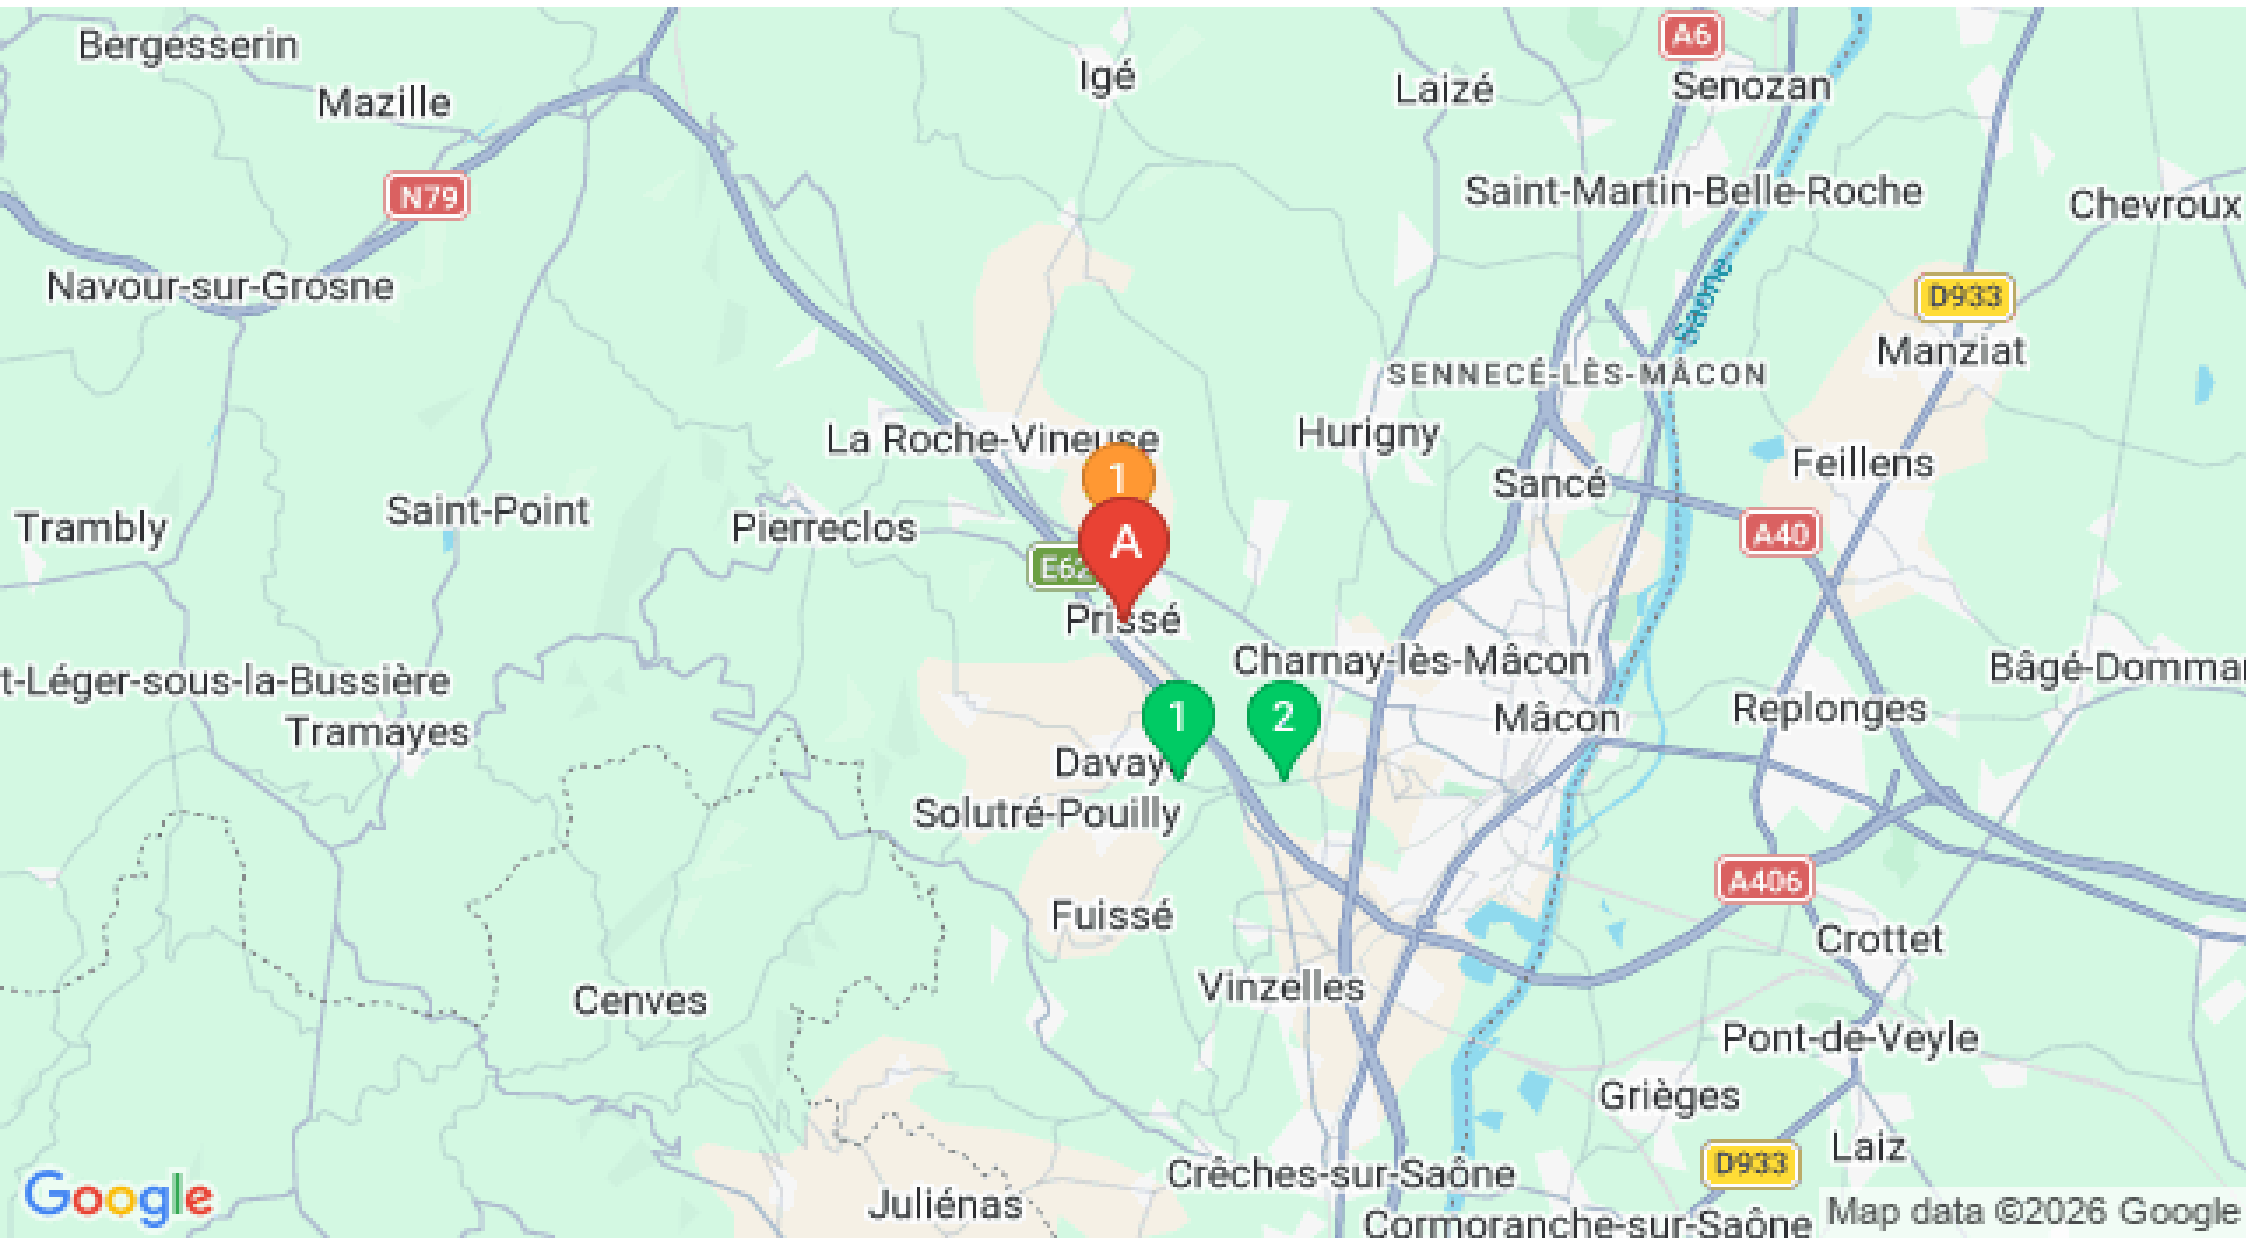 Bergesserin
Igé
A6
Laizé
Senozan
Mazille
N79
Saint-Martin-Belle-Roche
Chevroux
Navour-sur-Grosne
Saône
D933
Manziat
SENNECÉ-LÈS-MÂCON
La Roche-Vineuse
Hurigny
Feillens
1
Sancé
Saint-Point
Trambly
Pierreclos
A
A40
E62
Prissé
Charnay-lès-Mâcon
Bâgé-Dommar
t-Léger-sous-la-Bussière
Replonges
1
2
Mâcon
Tramayes
Davay
Solutré-Pouilly
A406
Fuissé
Crottet
Vinzelles
Cenves
Pont-de-Veyle
Grièges
Laiz
D933
Crêches-sur-Saône
Google
Juliénas
Cormoranche-sur-Saône
Map data ©2026 Google